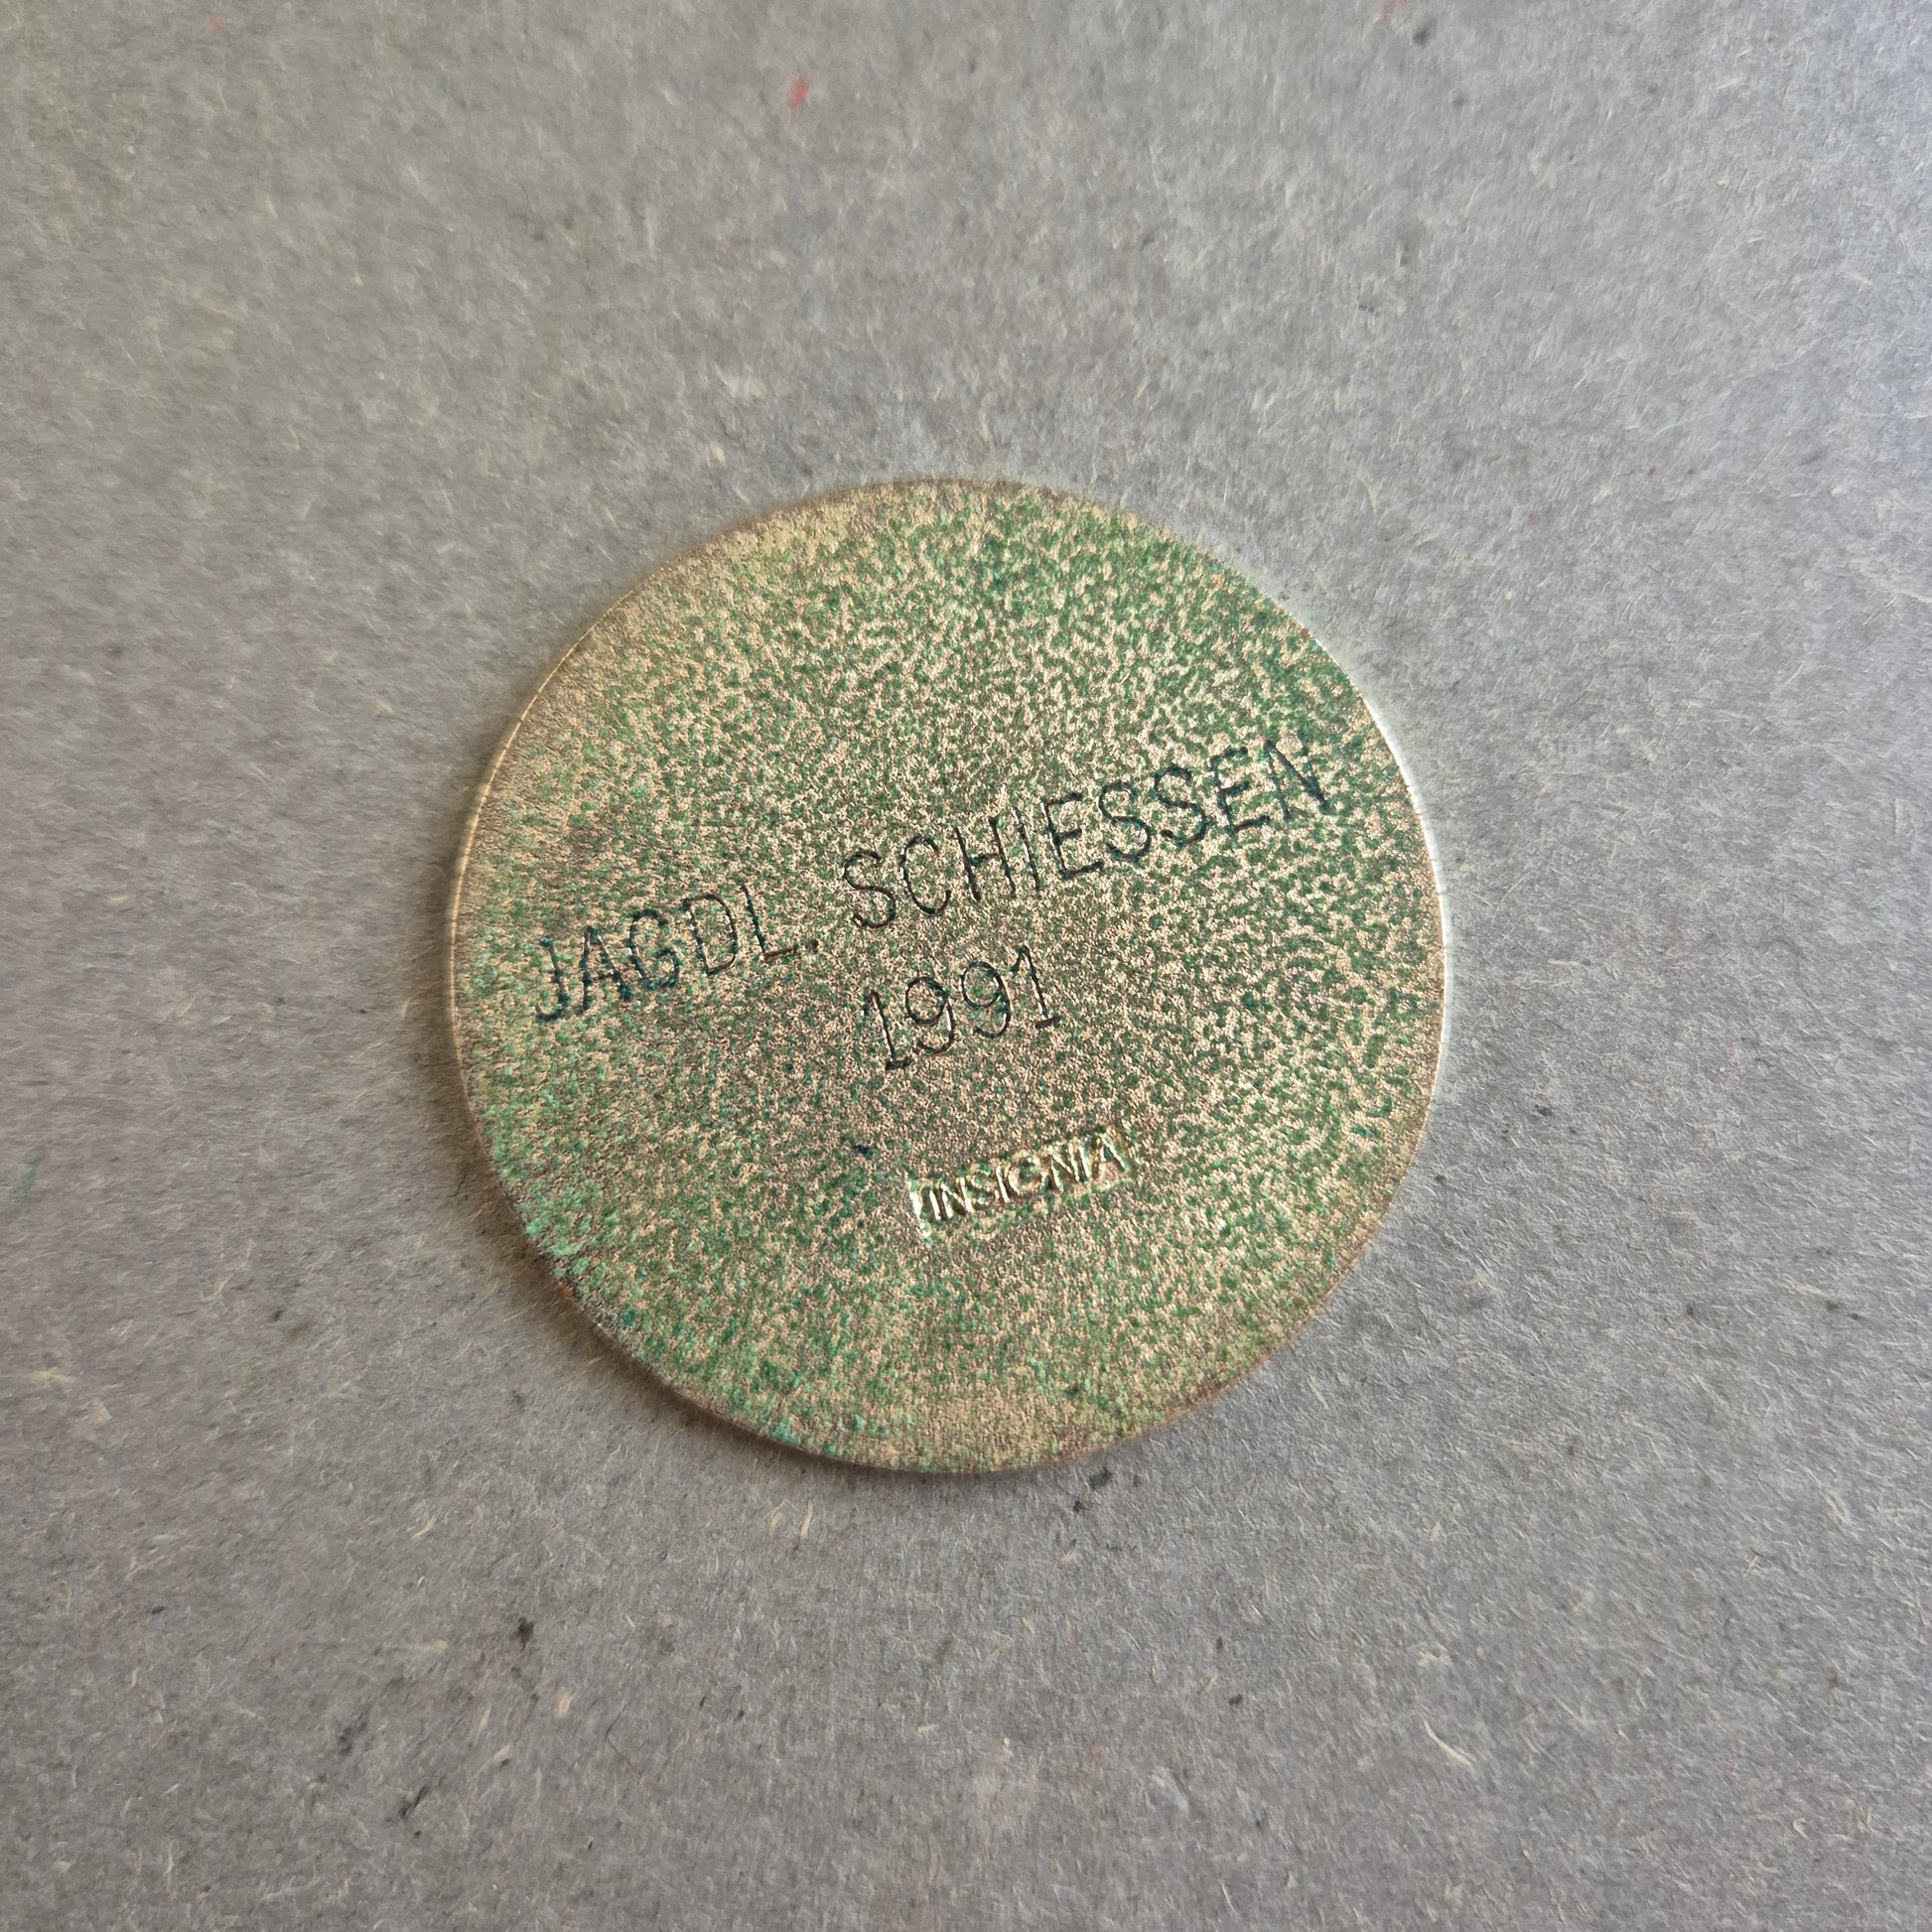 JAGDL. SCHIESSEN
1991
INSIGNIA